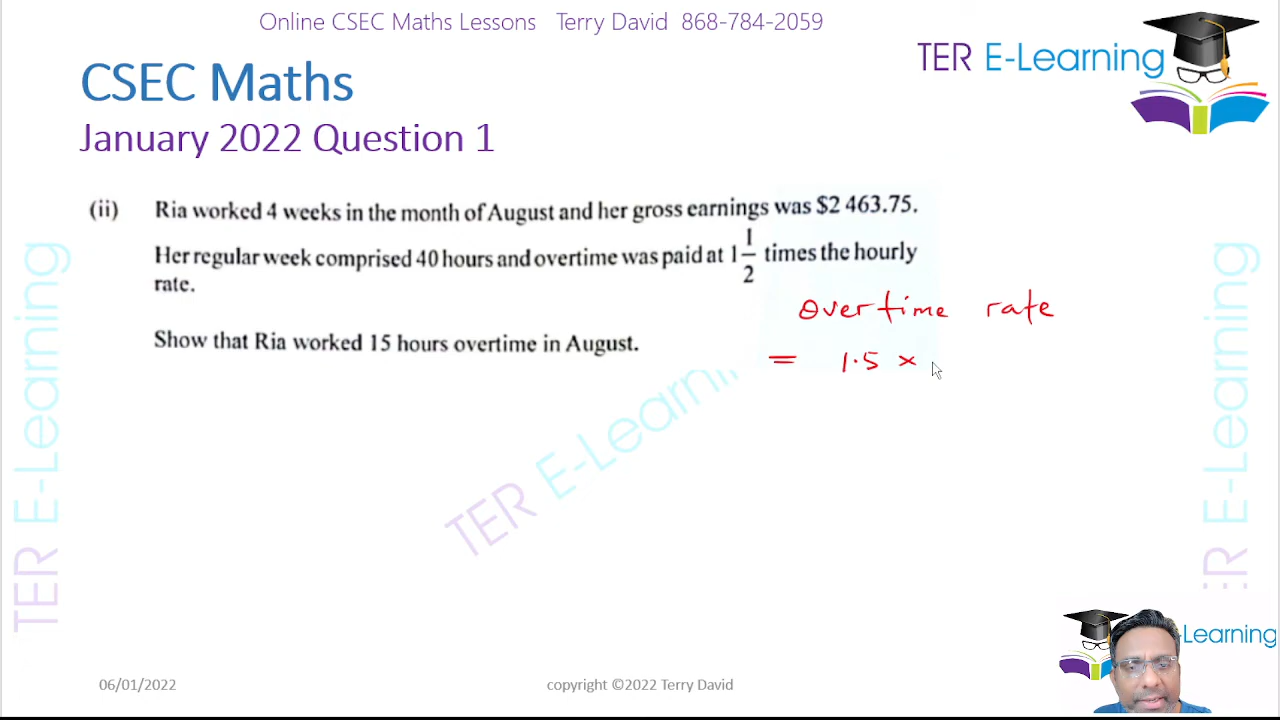 Online CSEC Maths Lessons Terry David 868-784-2059
TER E-Learning
CSEC Maths
January 2022 Question 1
(ii) Ria worked 4 weeks in the month of August and her gross earnings was $2 463.75.
Her regular week comprised 40 hours and overtime was paid at 1 1/2 times the hourly
rate.
Overtime rate
Show that Ria worked 15 hours overtime in August.
= 1.5 ×
TER E-Learning
TER E-Learning
ER E-Learning
Learning
06/01/2022
copyright ©2022 Terry David